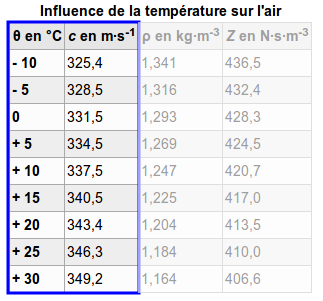 Influence de la température sur l'air
θ en °C c en m·s⁻¹ ρ en kg·m⁻³ Z en N·s·m⁻³
- 10 325,4 1,341 436,5
- 5 328,5 1,316 432,4
0 331,5 1,293 428,3
+ 5 334,5 1,269 424,5
+ 10 337,5 1,247 420,7
+ 15 340,5 1,225 417,0
+ 20 343,4 1,204 413,5
+ 25 346,3 1,184 410,0
+ 30 349,2 1,164 406,6